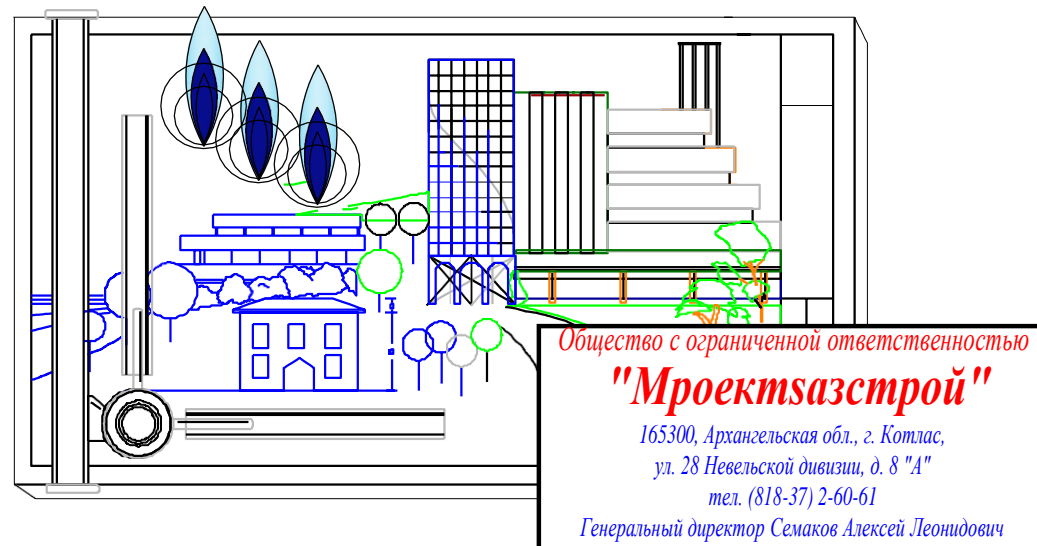 Общество с ограниченной ответственностью
"Мроектsазстрой"
165300, Архангельская обл., г. Котлас,
ул. 28 Невельской дивизии, д. 8 "А"
тел. (818-37) 2-60-61
Генеральный директор Семаков Алексей Леонидович